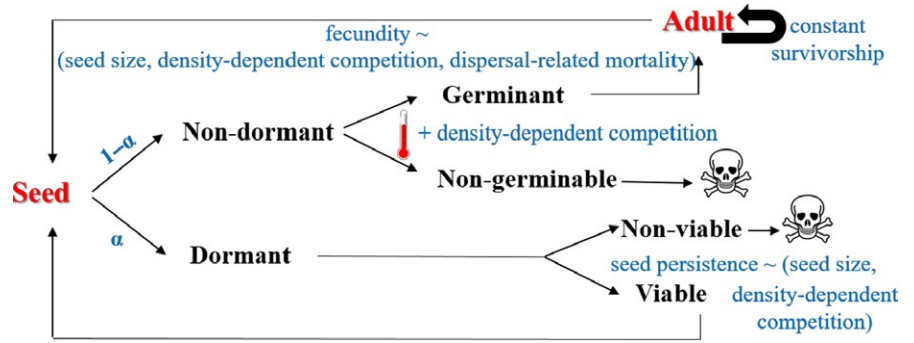 Adult
constant
survivorship
fecundity ~
(seed size, density-dependent competition, dispersal-related mortality)
Germinant
Non-dormant
+ density-dependent competition
1–α
Non-germinable
Seed
α
Non-viable
Dormant
seed persistence ~ (seed size,
Viable
density-dependent
competition)